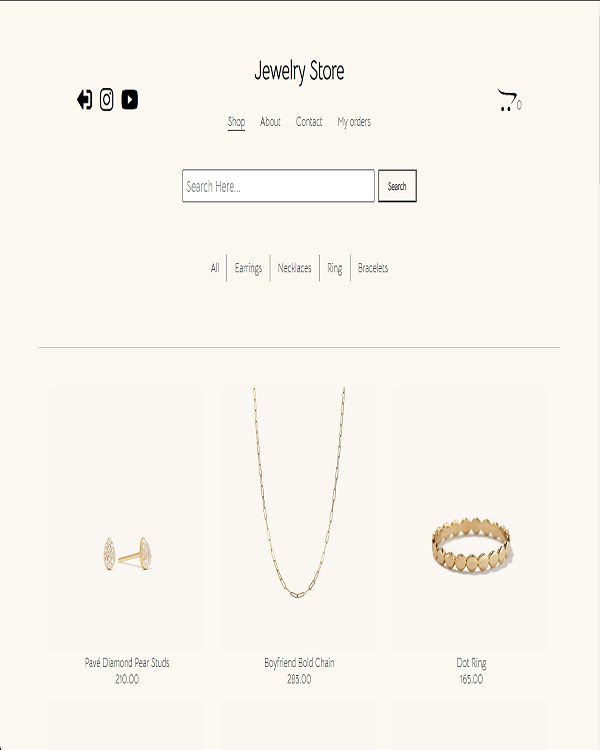 Jewelry Store
0
Shop About Contact My orders
Search Here... Search
All Earrings Necklaces Ring Bracelets
Pavé Diamond Pear Studs Boyfriend Bold Chain Dot Ring
210.00 285.00 165.00